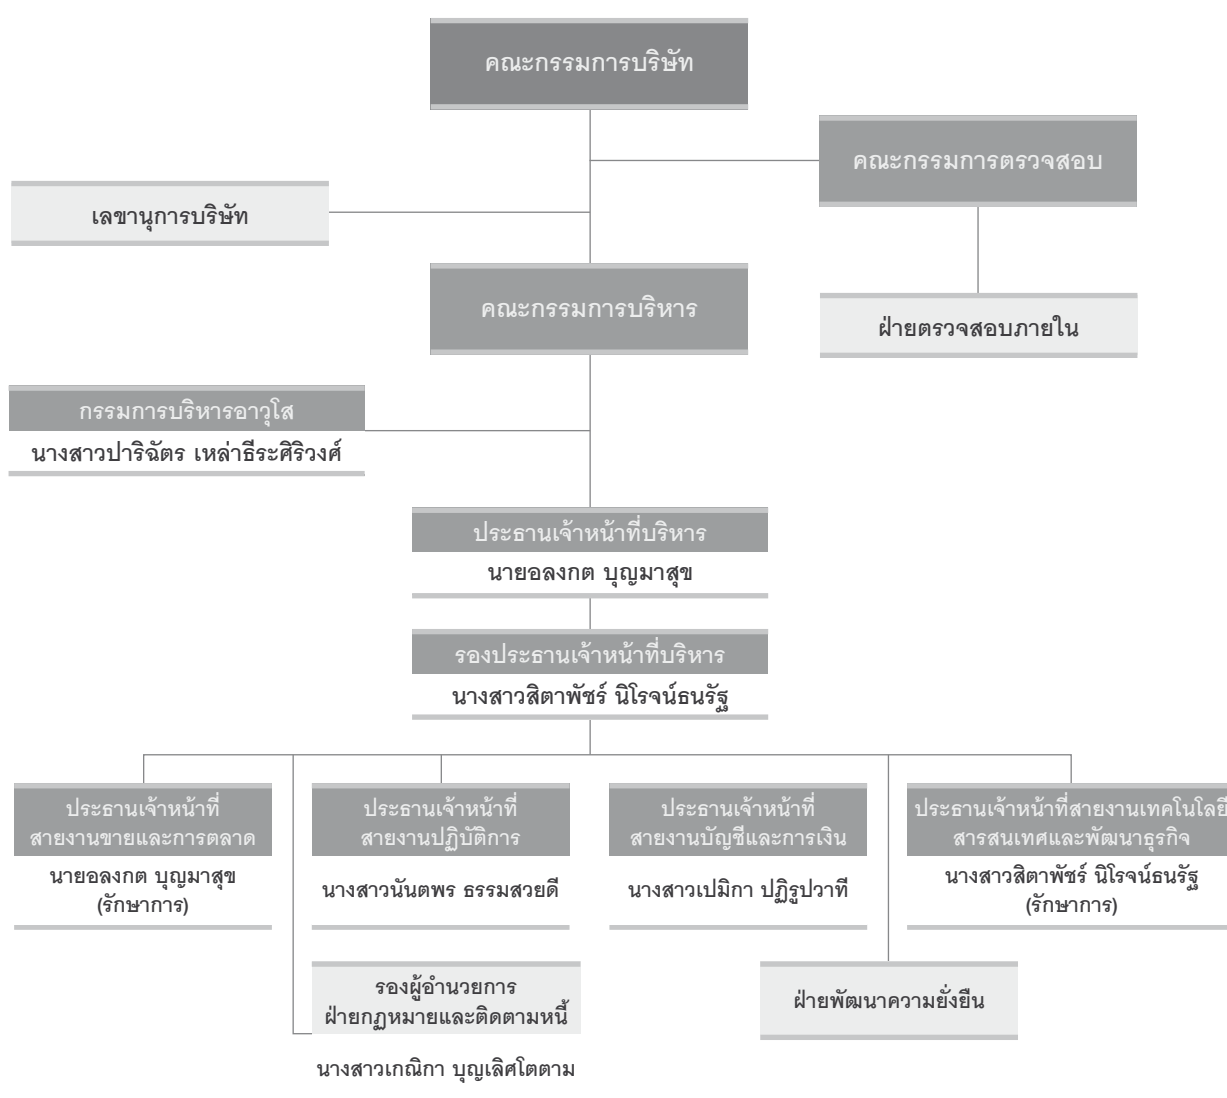 คณะกรรมการบริษัท
คณะกรรมการตรวจสอบ
เลขานุการบริษัท
คณะกรรมการบริหาร
ฝ่ายตรวจสอบภายใน
กรรมการบริหารอาวุโส
นางสาวปาริฉัตร เหล่าธีระศิริวงศ์
ประธานเจ้าหน้าที่บริหาร
นายอลงกต บุญมาสุข
รองประธานเจ้าหน้าที่บริหาร
นางสาวสิตาพัชร์ นิโรจน์ธนรัฐ
ประธานเจ้าหน้าที่
สายงานขายและการตลาด
นายอลงกต บุญมาสุข
(รักษาการ)
ประธานเจ้าหน้าที่
สายงานปฏิบัติการ
นางสาวนันตพร ธรรมสวยดี
ประธานเจ้าหน้าที่
สายงานบัญชีและการเงิน
นางสาวเปมิกา ปฏิรูปวาที
ประธานเจ้าหน้าที่สายงานเทคโนโลยี
สารสนเทศและพัฒนาธุรกิจ
นางสาวสิตาพัชร์ นิโรจน์ธนรัฐ
(รักษาการ)
รองผู้อำนวยการ
ฝ่ายกฎหมายและติดตามหนี้
นางสาวเกณิกา บุญเลิศโตตาม
ฝ่ายพัฒนาความยั่งยืน